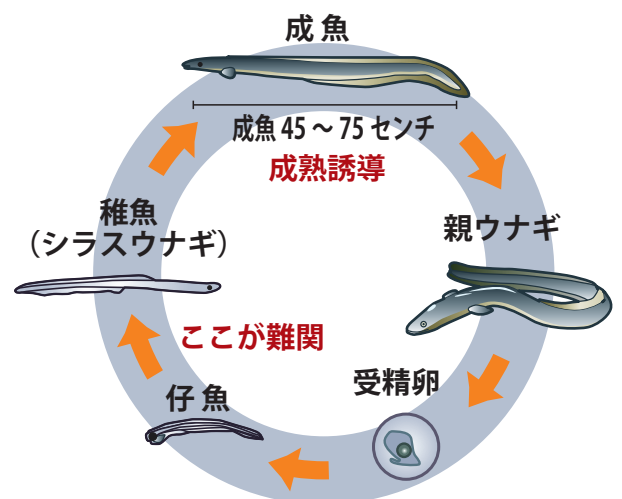 成魚
成魚 45 ～ 75 センチ
成熟誘導
親ウナギ
受精卵
仔魚
ここが難関
稚魚
（シラスウナギ）